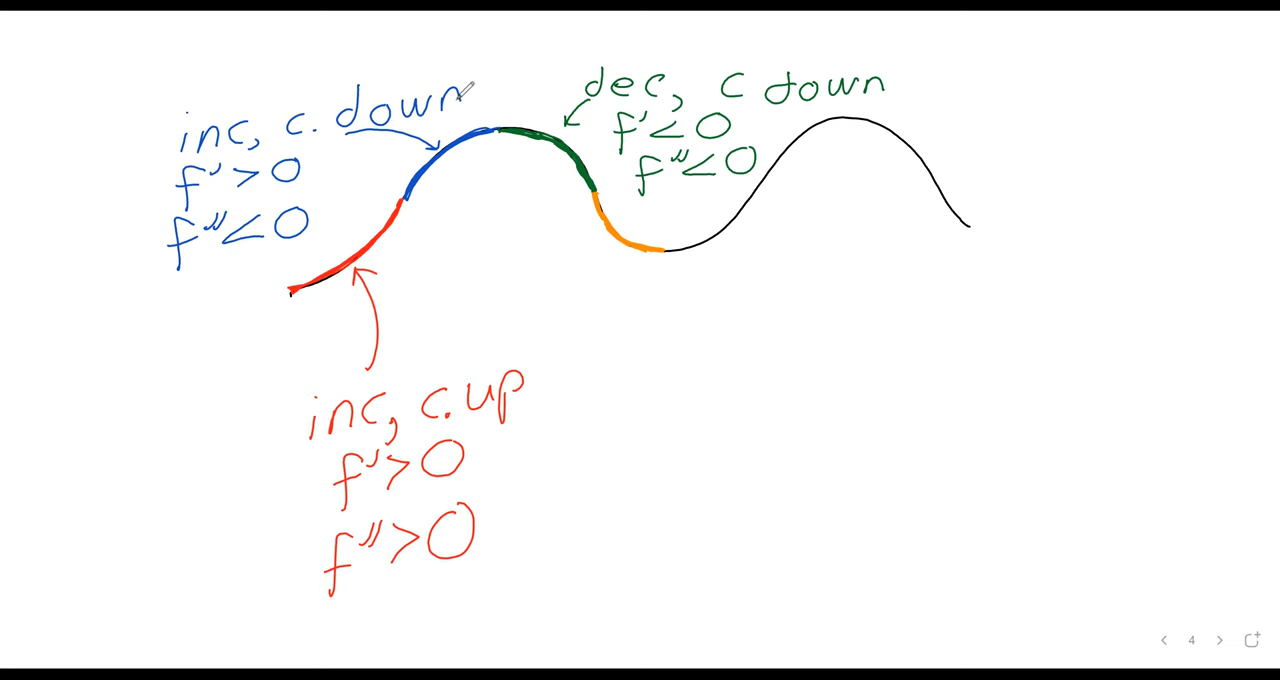 inc, c. down
f' > 0
f'' < 0
dec, c down
f' < 0
f'' < 0
inc, c. up
f' > 0
f'' > 0
4